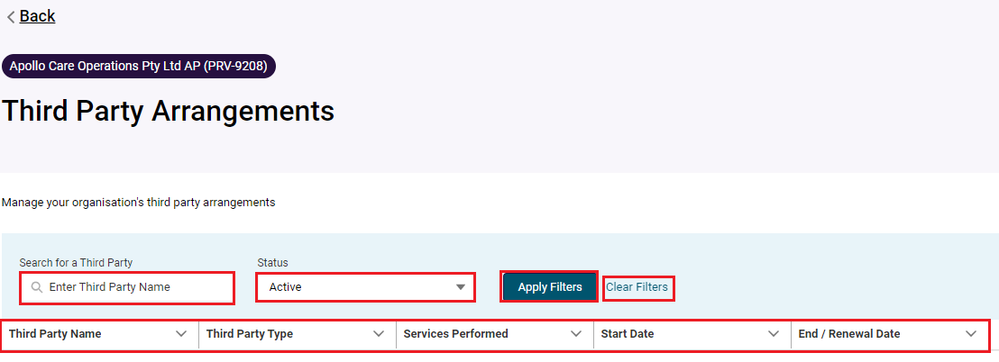 Back
Apollo Care Operations Pty Ltd AP (PRV-9208)
Third Party Arrangements
Manage your organisation's third party arrangements
Search for a Third Party Status
Enter Third Party Name Active Apply Filters Clear Filters
Third Party Name Third Party Type Services Performed Start Date End / Renewal Date